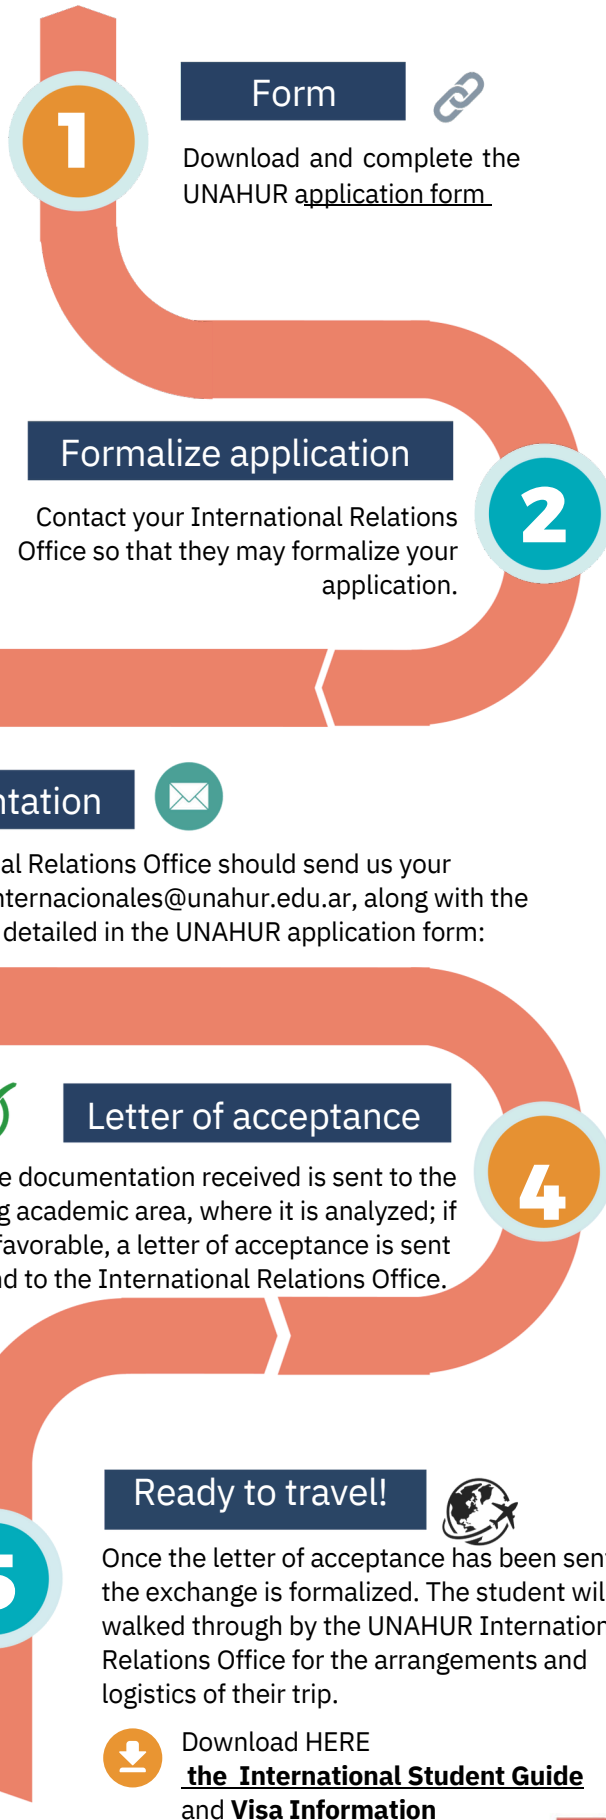 1
Form
Download and complete the
UNAHUR application form
Formalize application
2
Contact your International Relations
Office so that they may formalize your
application.
ntation
al Relations Office should send us your
nternacionales@unahur.edu.ar, along with the
detailed in the UNAHUR application form:
Letter of acceptance
4
e documentation received is sent to the
g academic area, where it is analyzed; if
favorable, a letter of acceptance is sent
nd to the International Relations Office.
Ready to travel!
5
Once the letter of acceptance has been sent
the exchange is formalized. The student wil
walked through by the UNAHUR Internation
Relations Office for the arrangements and
logistics of their trip.
Download HERE
the International Student Guide
and Visa Information